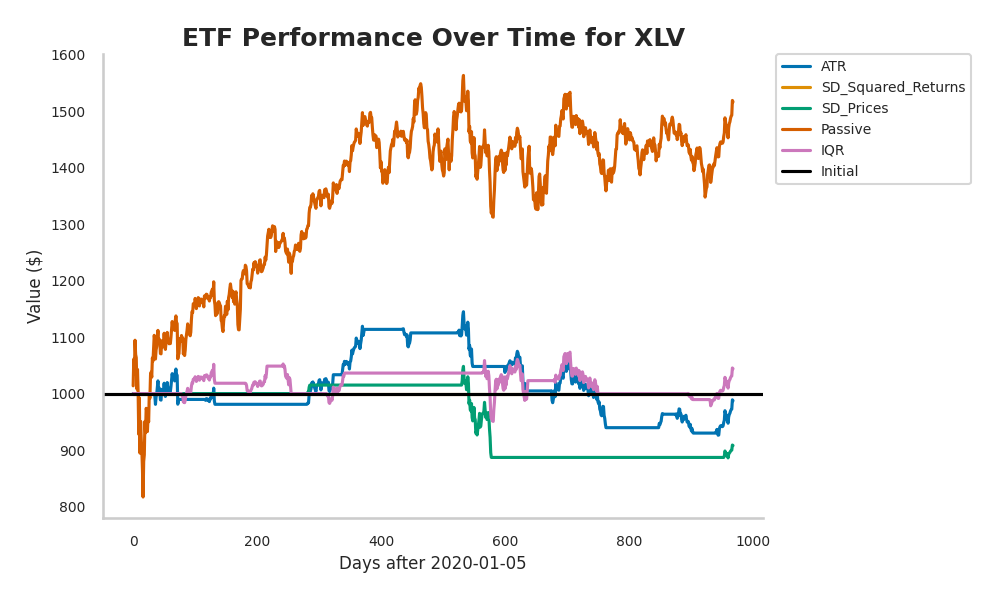 ETF Performance Over Time for XLV
1600
1500
1400
1300
1200
1100
1000
900
800
Value ($)
0 200 400 600 800 1000
Days after 2020-01-05
ATR
SD_Squared_Returns
SD_Prices
Passive
IQR
Initial